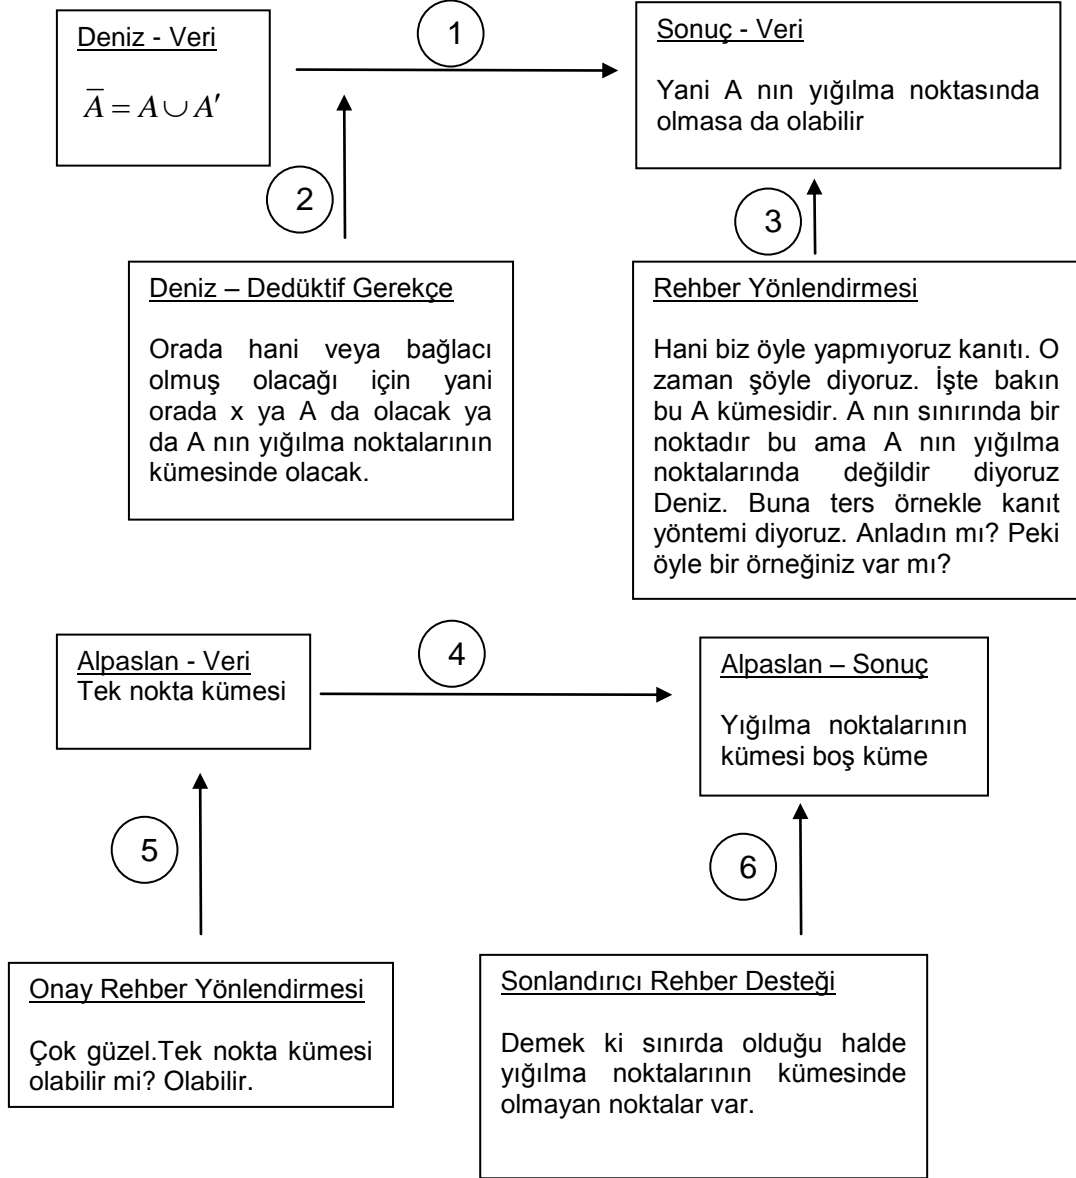 Deniz - Veri
A̅ = A ∪ A′
1
Sonuç - Veri
Yani A nın yığılma noktasında
olmasa da olabilir
2
3
Deniz – Dedüktif Gerekçe
Orada hani veya bağlacı
olmuş olacağı için yani
orada x ya A da olacak ya
da A nın yığılma noktalarının
kümesinde olacak.
Rehber Yönlendirmesi
Hani biz öyle yapmıyoruz kanıtı. O
zaman şöyle diyoruz. İşte bakın
bu A kümesidir. A nın sınırında bir
noktadır bu ama A nın yığılma
noktalarında değildir diyoruz
Deniz. Buna ters örnekle kanıt
yöntemi diyoruz. Anladın mı? Peki
öyle bir örneğiniz var mı?
Alpaslan - Veri
Tek nokta kümesi
4
Alpaslan – Sonuç
Yığılma noktalarının
kümesi boş küme
5
6
Onay Rehber Yönlendirmesi
Çok güzel.Tek nokta kümesi
olabilir mi? Olabilir.
Sonlandırıcı Rehber Desteği
Demek ki sınırda olduğu halde
yığılma noktalarının kümesinde
olmayan noktalar var.